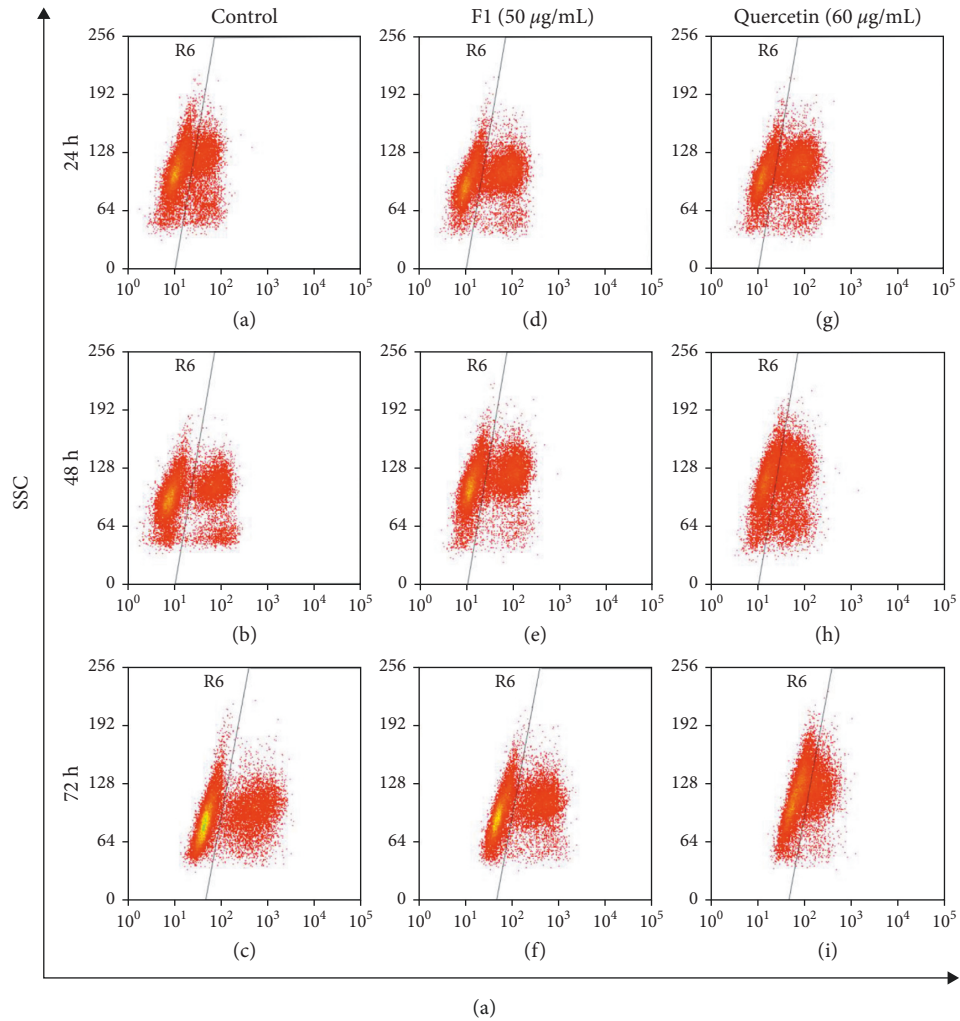 Control F1 (50 μg/mL) Quercetin (60 μg/mL)
SSC
24 h
256 192 128 64 0
R6
10^0 10^1 10^2 10^3 10^4 10^5
(a)
256 192 128 64 0
R6
10^0 10^1 10^2 10^3 10^4 10^5
(d)
256 192 128 64 0
R6
10^0 10^1 10^2 10^3 10^4 10^5
(g)
48 h
256 192 128 64 0
R6
10^0 10^1 10^2 10^3 10^4 10^5
(b)
256 192 128 64 0
R6
10^0 10^1 10^2 10^3 10^4 10^5
(e)
256 192 128 64 0
R6
10^0 10^1 10^2 10^3 10^4 10^5
(h)
72 h
256 192 128 64 0
R6
10^0 10^1 10^2 10^3 10^4 10^5
(c)
256 192 128 64 0
R6
10^0 10^1 10^2 10^3 10^4 10^5
(f)
256 192 128 64 0
R6
10^0 10^1 10^2 10^3 10^4 10^5
(i)
(a)